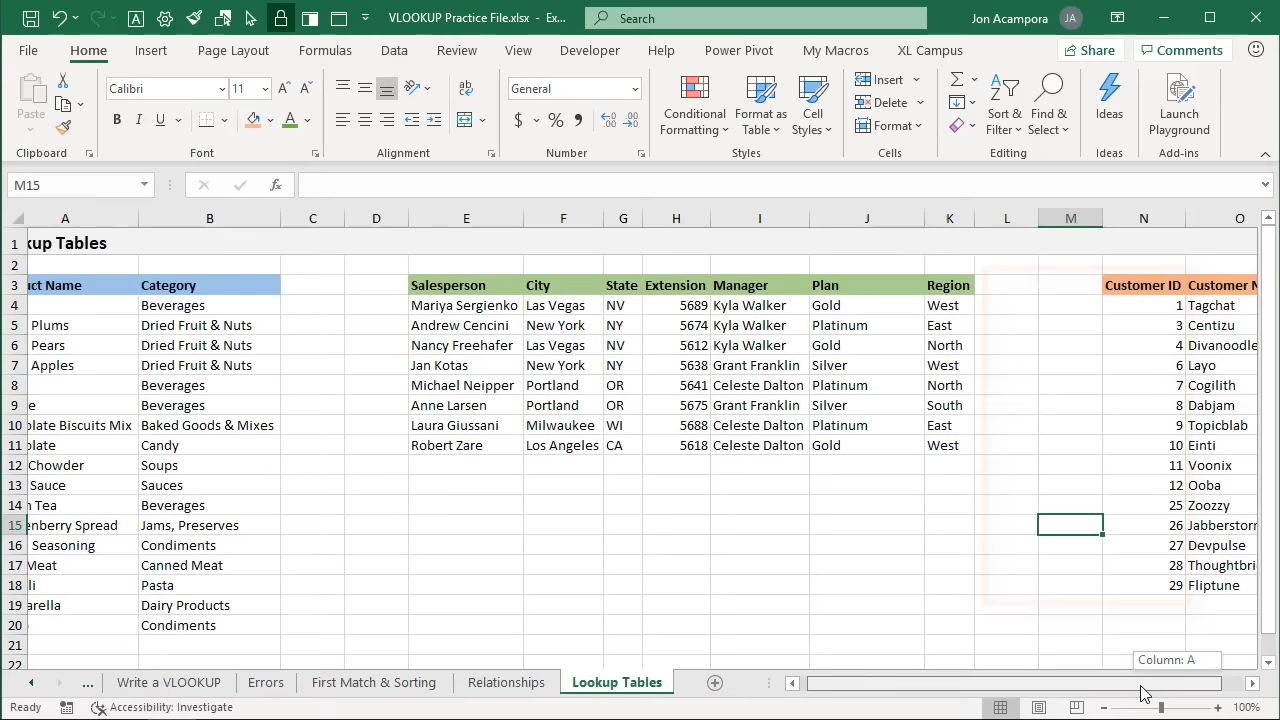 VLOOKUP Practice File.xlsx - Ex...
Search
Jon Acampora JA
File Home Insert Page Layout Formulas Data Review View Developer Help Power Pivot My Macros XL Campus Share Comments
Paste
Clipboard
Calibri 11
B I U
Font
Alignment
General
$ % 9
Number
Conditional Formatting
Format as Table
Cell Styles
Styles
Insert
Delete
Format
Cells
Sort & Filter
Find & Select
Editing
Ideas
Ideas
Launch Playground
Add-ins
M15 fx
A B C D E F G H I J K L M N O
1 kup Tables
2
3 uct Name Category Salesperson City State Extension Manager Plan Region Customer ID Customer N
4 Beverages Mariya Sergienko Las Vegas NV 5689 Kyla Walker Gold West 1 Tagchat
5 Plums Dried Fruit & Nuts Andrew Cencini New York NY 5674 Kyla Walker Platinum East 3 Centizu
6 Pears Dried Fruit & Nuts Nancy Freehafer Las Vegas NV 5612 Kyla Walker Gold North 4 Divanoodle
7 Apples Dried Fruit & Nuts Jan Kotas New York NY 5638 Grant Franklin Silver West 6 Layo
8 Beverages Michael Neipper Portland OR 5641 Celeste Dalton Platinum North 7 Cogilith
9 e Beverages Anne Larsen Portland OR 5675 Grant Franklin Silver South 8 Dabjam
10 olate Biscuits Mix Baked Goods & Mixes Laura Giussani Milwaukee WI 5688 Celeste Dalton Platinum East 9 Topicblab
11 olate Candy Robert Zare Los Angeles CA 5618 Celeste Dalton Gold West 10 Einti
12 Chowder Soups 11 Voonix
13 Sauce Sauces 12 Ooba
14 n Tea Beverages 25 Zoozzy
15 enberry Spread Jams, Preserves 26 Jabberstorm
16 Seasoning Condiments 27 Devpulse
17 Meat Canned Meat 28 Thoughtbri
18 li Pasta 29 Fliptune
19 arella Dairy Products
20 Condiments
21
22
Column: A
... Write a VLOOKUP Errors First Match & Sorting Relationships Lookup Tables
Ready Accessibility: Investigate 100%